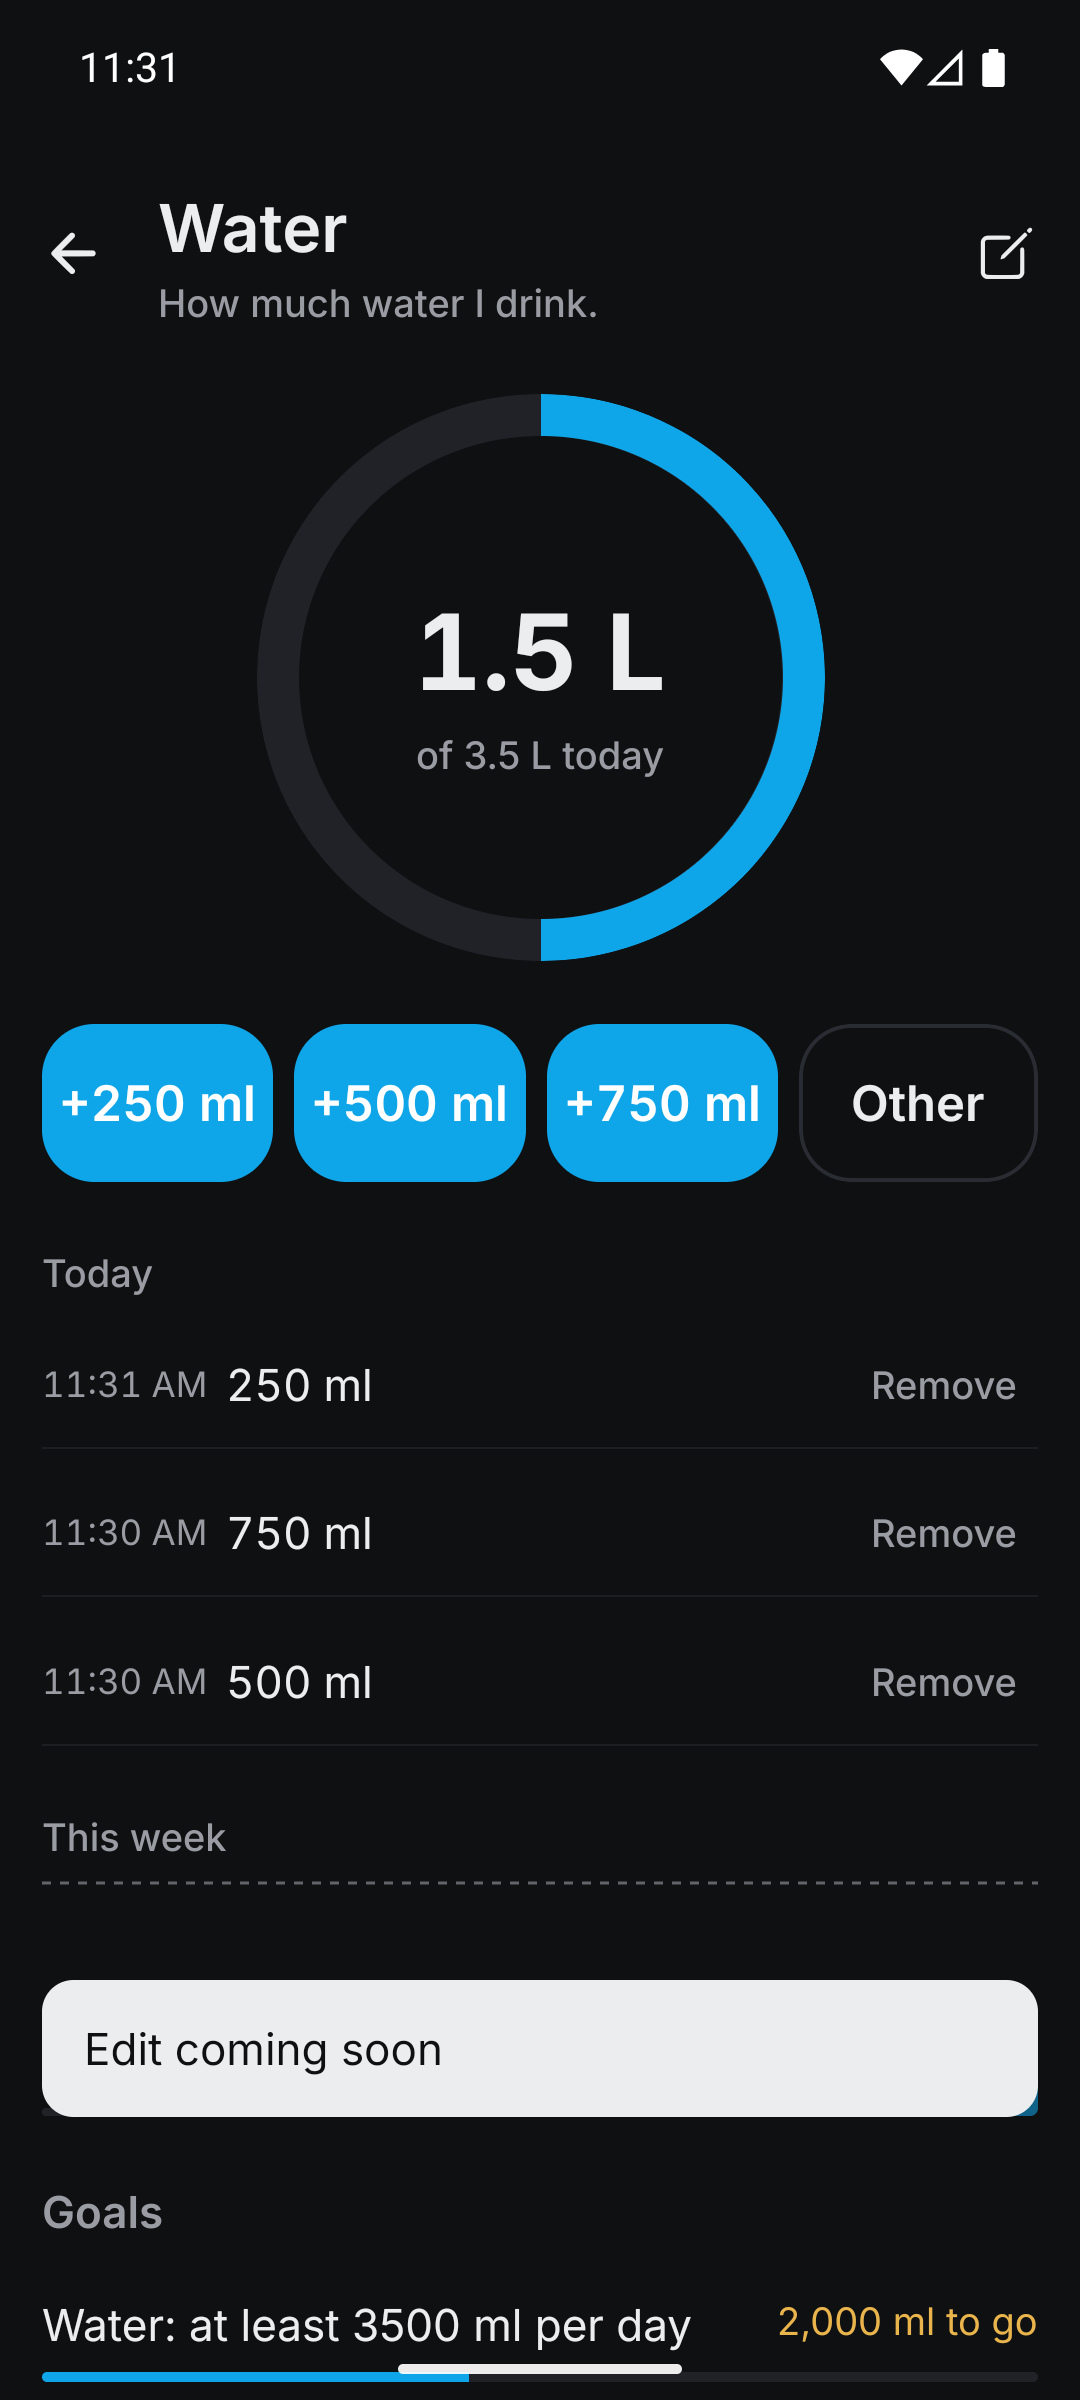 11:31
Water
How much water I drink.
1.5 L
of 3.5 L today
+250 ml +500 ml +750 ml Other
Today
11:31 AM 250 ml Remove
11:30 AM 750 ml Remove
11:30 AM 500 ml Remove
This week
Edit coming soon
Goals
Water: at least 3500 ml per day 2,000 ml to go